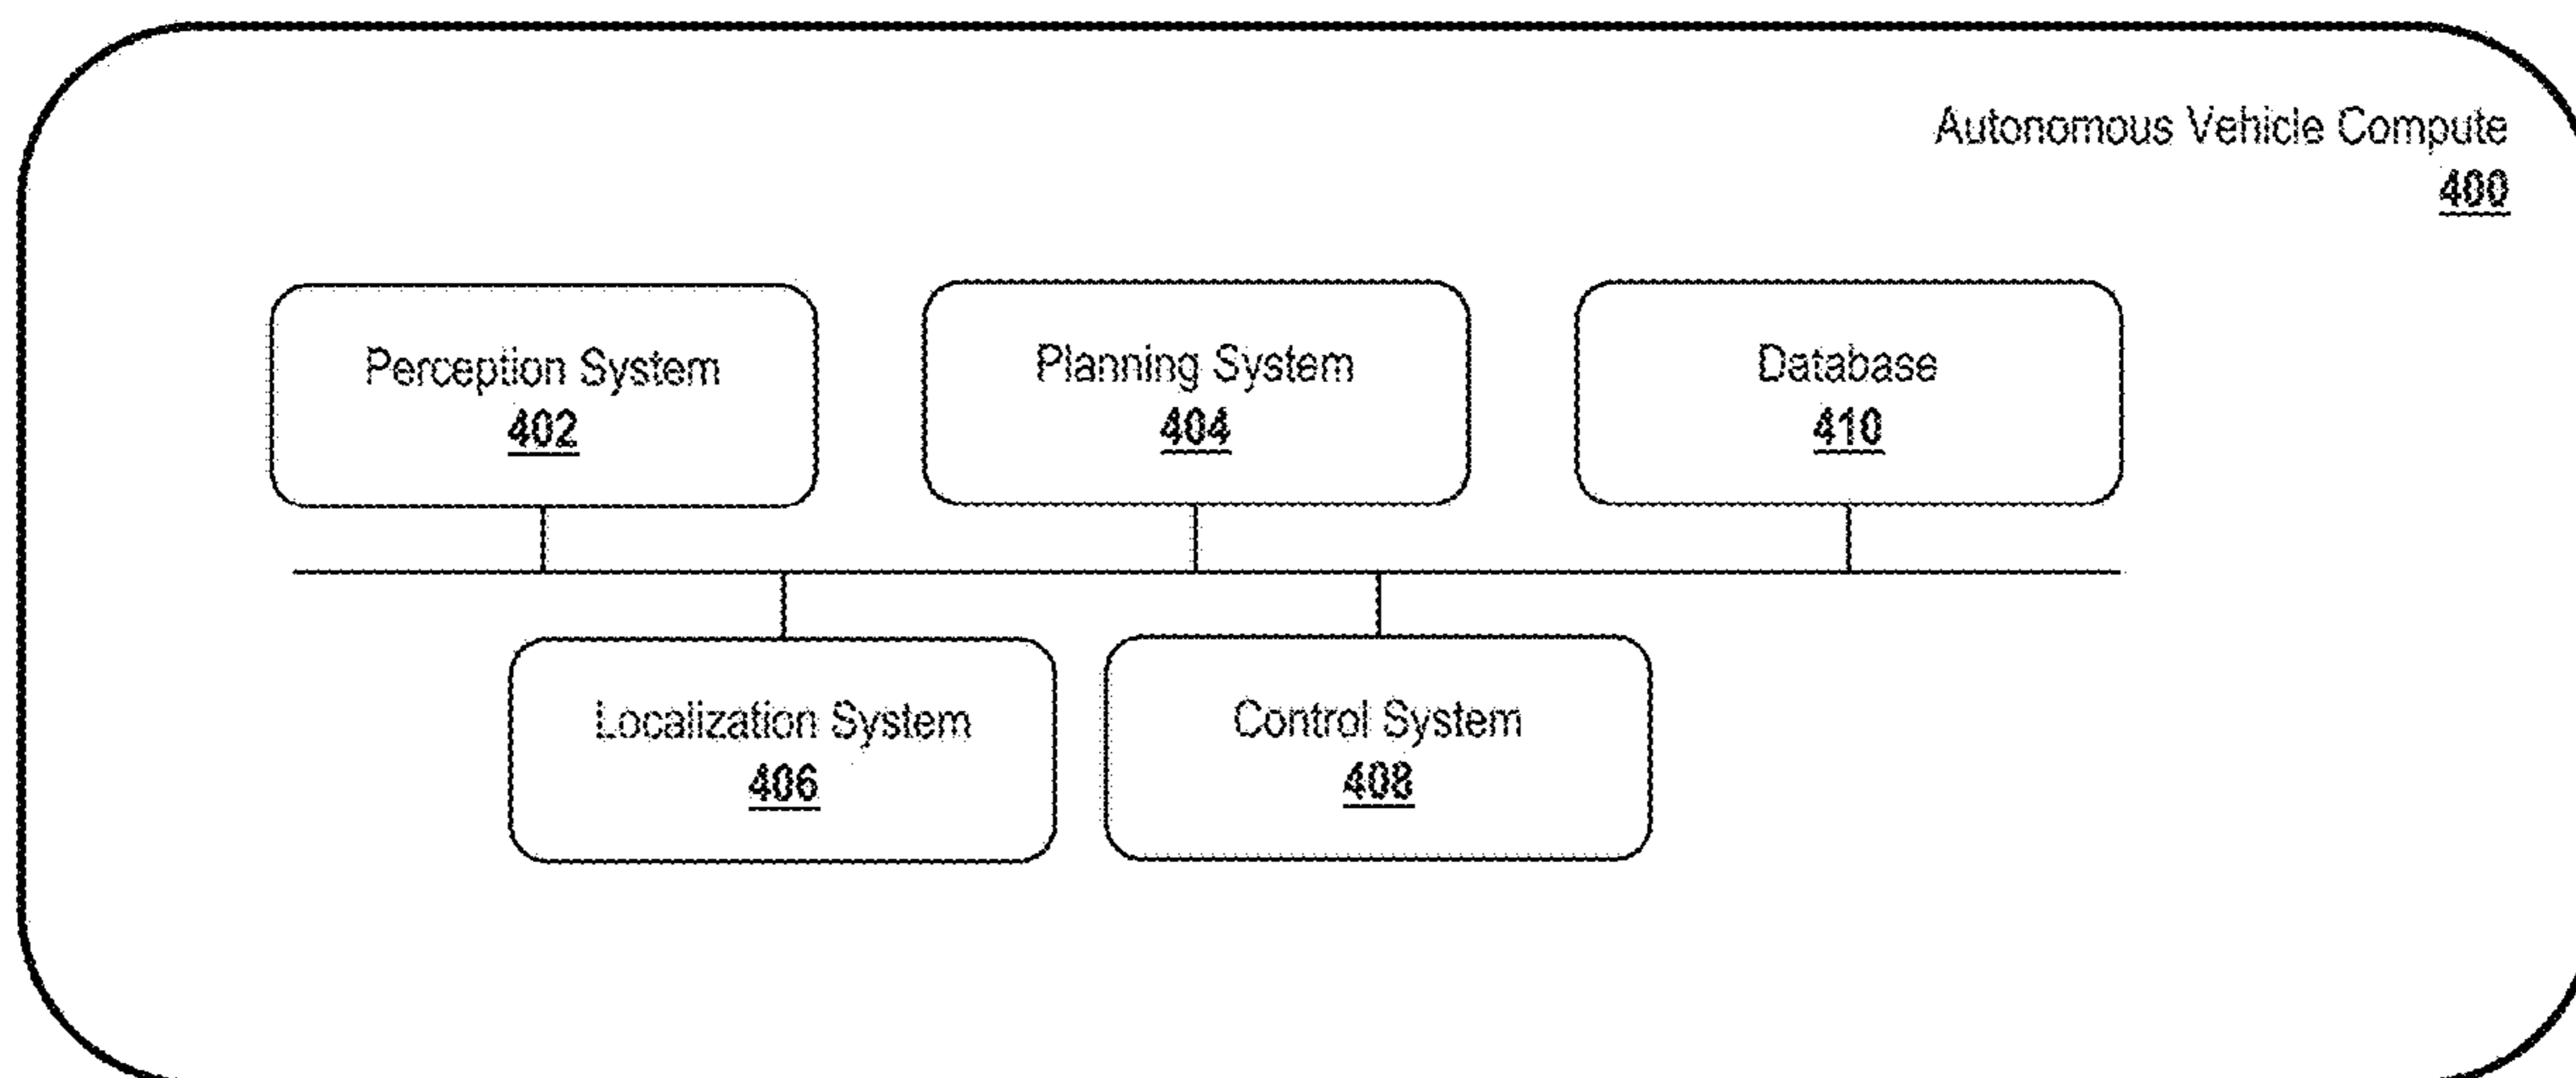 Autonomous Vehicle Compute
400
Perception System
402
Planning System
404
Database
410
Localization System
406
Control System
408